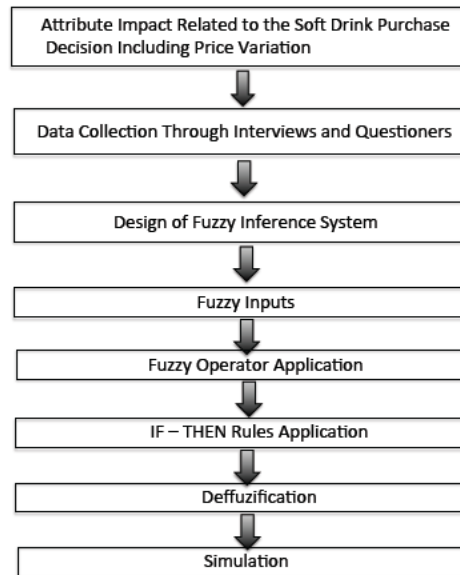 Attribute Impact Related to the Soft Drink Purchase
Decision Including Price Variation
Data Collection Through Interviews and Questioners
Design of Fuzzy Inference System
Fuzzy Inputs
Fuzzy Operator Application
IF – THEN Rules Application
Deffuzification
Simulation